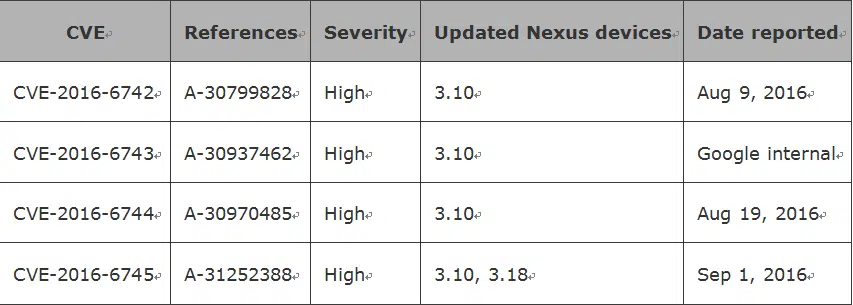 CVE References Severity Updated Nexus devices Date reported
CVE-2016-6742 A-30799828 High 3.10 Aug 9, 2016
CVE-2016-6743 A-30937462 High 3.10 Google internal
CVE-2016-6744 A-30970485 High 3.10 Aug 19, 2016
CVE-2016-6745 A-31252388 High 3.10, 3.18 Sep 1, 2016